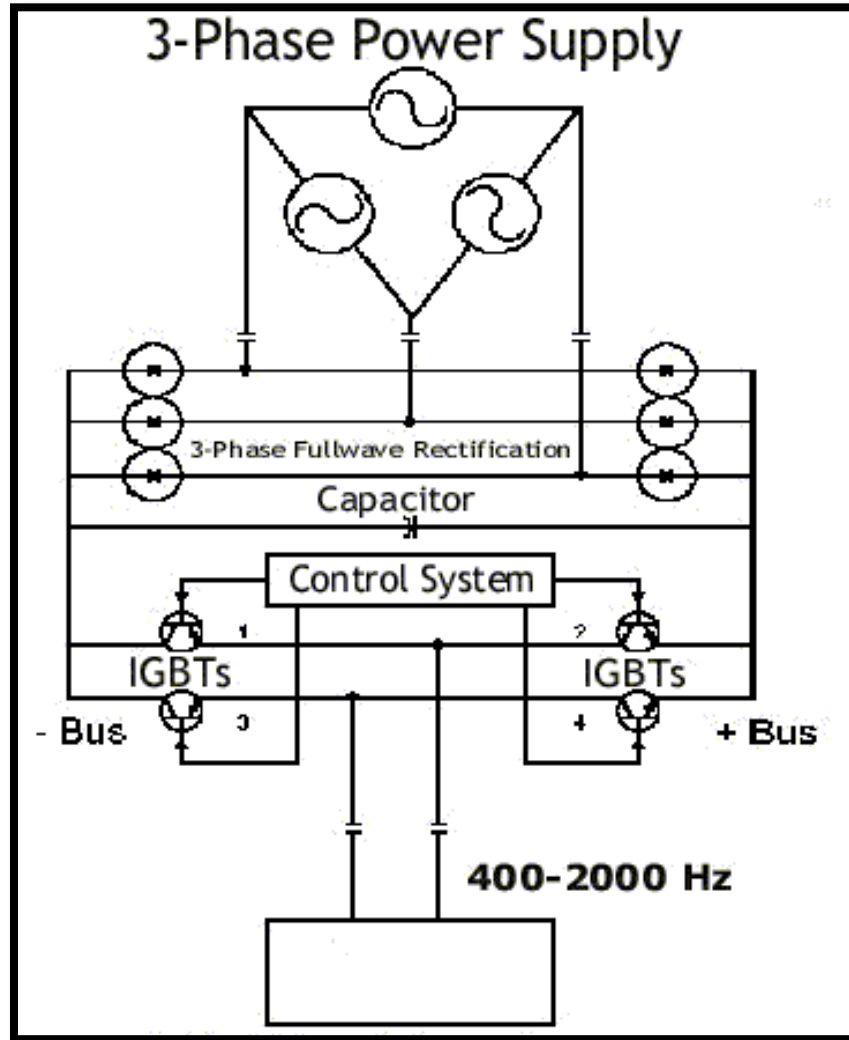 3-Phase Power Supply
3-Phase Fullwave Rectification
Capacitor
Control System
1
2
IGBTs
IGBTs
3
4
- Bus
+ Bus
400-2000 Hz